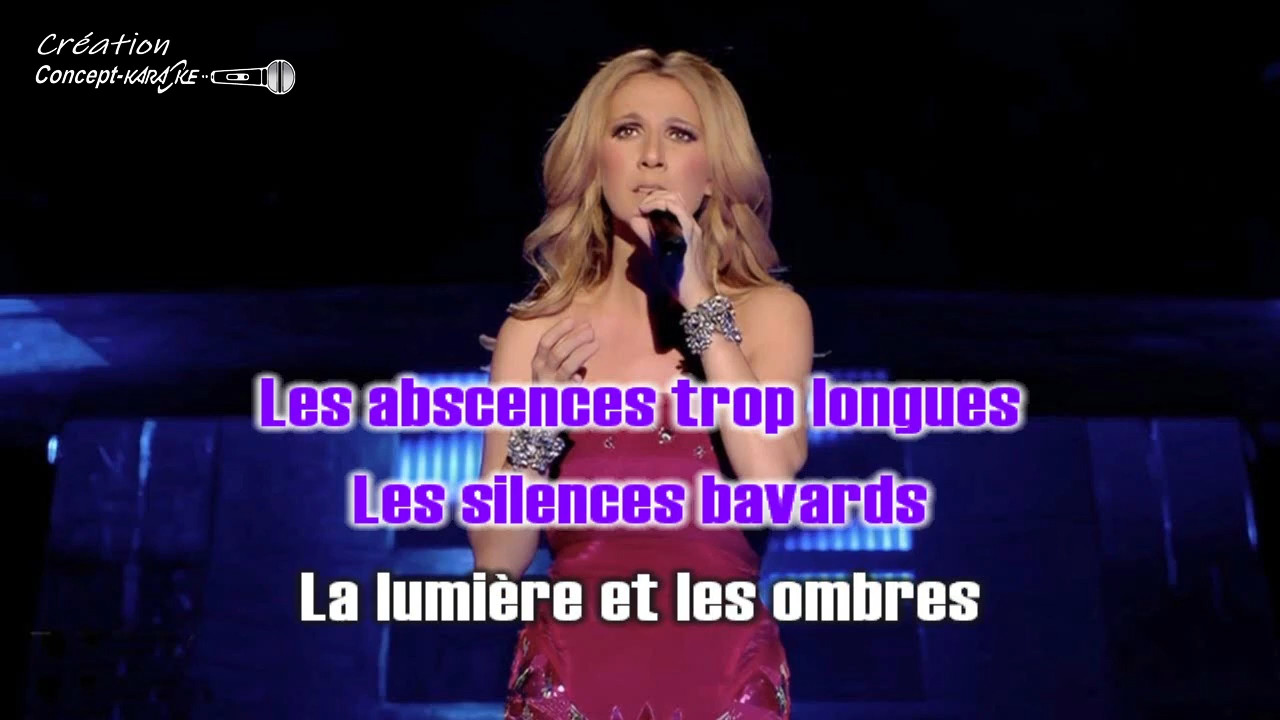 Création
Concept-KARAOKE
Les abscences trop longues
Les silences bavards
La lumière et les ombres